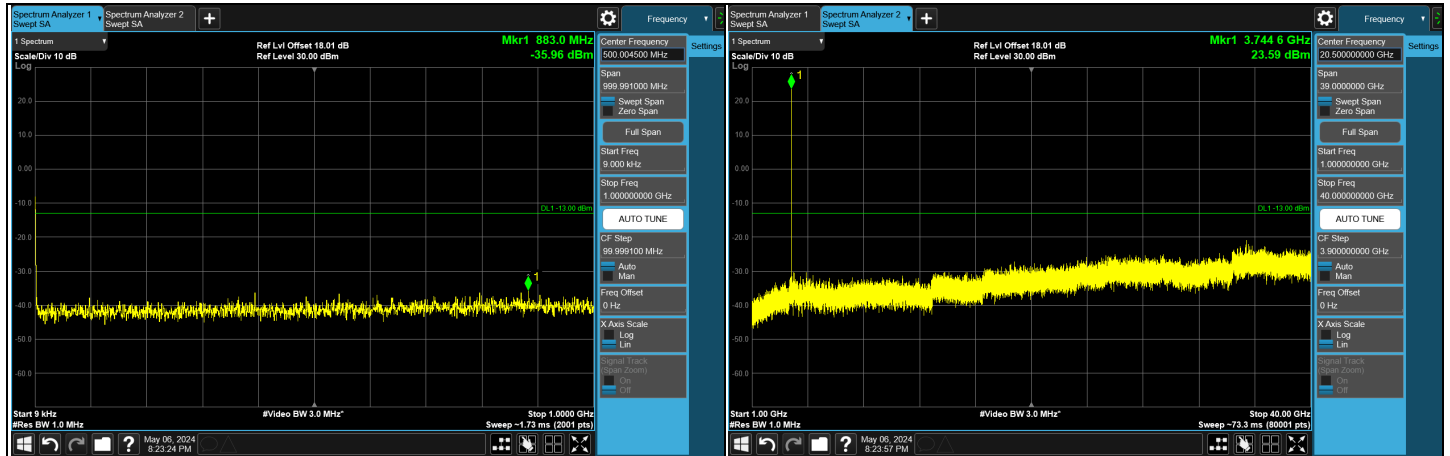 Spectrum Analyzer 1
Swept SA
Spectrum Analyzer 2
Swept SA
Frequency
1 Spectrum
Scale/Div 10 dB
Log
Ref Lvl Offset 18.01 dB
Ref Level 30.00 dBm
Mkr1 883.0 MHz
-35.96 dBm
20.0
10.0
0.00
-10.0
-20.0
-30.0
-40.0
-50.0
-60.0
1
DL1 -13.00 dBm
Start 9 kHz
#Res BW 1.0 MHz
#Video BW 3.0 MHz*
Stop 1.0000 GHz
Sweep ~1.73 ms (2001 pts)
Center Frequency
500.004500 MHz
Settings
Span
999.991000 MHz
Swept Span
Zero Span
Full Span
Start Freq
9.000 kHz
Stop Freq
1.000000000 GHz
AUTO TUNE
CF Step
99.999100 MHz
Auto
Man
Freq Offset
0 Hz
X Axis Scale
Log
Lin
Signal Track
(Span Zoom)
On
Off
?
May 06, 2024
8:23:24 PM
Spectrum Analyzer 1
Swept SA
Spectrum Analyzer 2
Swept SA
Frequency
1 Spectrum
Scale/Div 10 dB
Log
Ref Lvl Offset 18.01 dB
Ref Level 30.00 dBm
Mkr1 3.744 6 GHz
23.59 dBm
20.0
10.0
0.00
-10.0
-20.0
-30.0
-40.0
-50.0
-60.0
1
DL1 -13.00 dBm
Start 1.00 GHz
#Res BW 1.0 MHz
#Video BW 3.0 MHz*
Stop 40.00 GHz
Sweep ~73.3 ms (80001 pts)
Center Frequency
20.500000000 GHz
Settings
Span
39.0000000 GHz
Swept Span
Zero Span
Full Span
Start Freq
1.000000000 GHz
Stop Freq
40.000000000 GHz
AUTO TUNE
CF Step
3.900000000 GHz
Auto
Man
Freq Offset
0 Hz
X Axis Scale
Log
Lin
Signal Track
(Span Zoom)
On
Off
?
May 06, 2024
8:23:57 PM